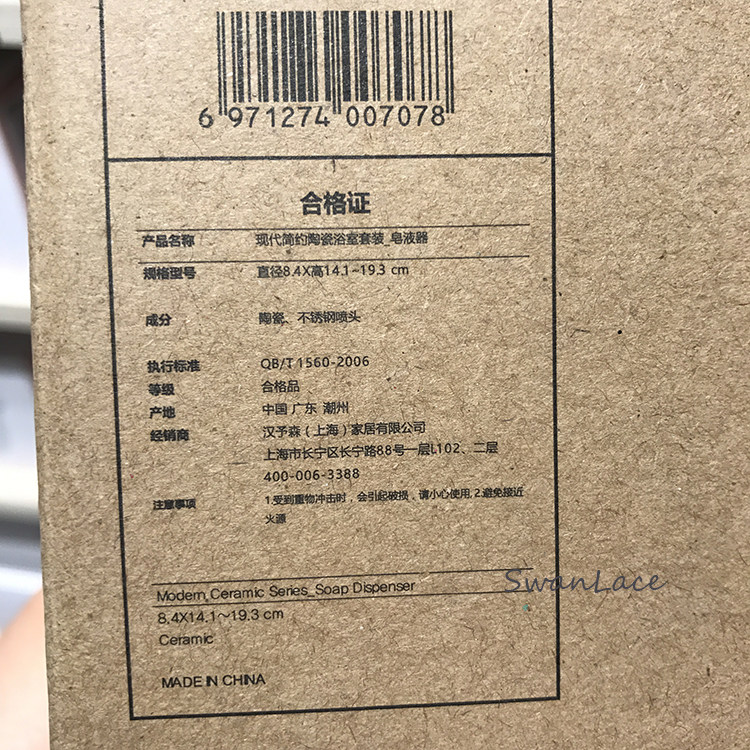 6 971274 007078
合格证
产品名称 现代简约陶瓷浴室套装_皂液器
规格型号 直径8.4X高14.1~19.3 cm
成分 陶瓷、不锈钢喷头
执行标准 QB/T 1560-2006
等级 合格品
产地 中国 广东 潮州
经销商 汉予森（上海）家居有限公司
上海市长宁区长宁路88号一层L102、二层
400-006-3388
注意事项 1.受到重物冲击时，会引起破损，请小心使用,2.避免接近
火源
Modern_Ceramic Series_Soap Dispenser
8.4X14.1～19.3 cm
Ceramic
MADE IN CHINA
SwanLace